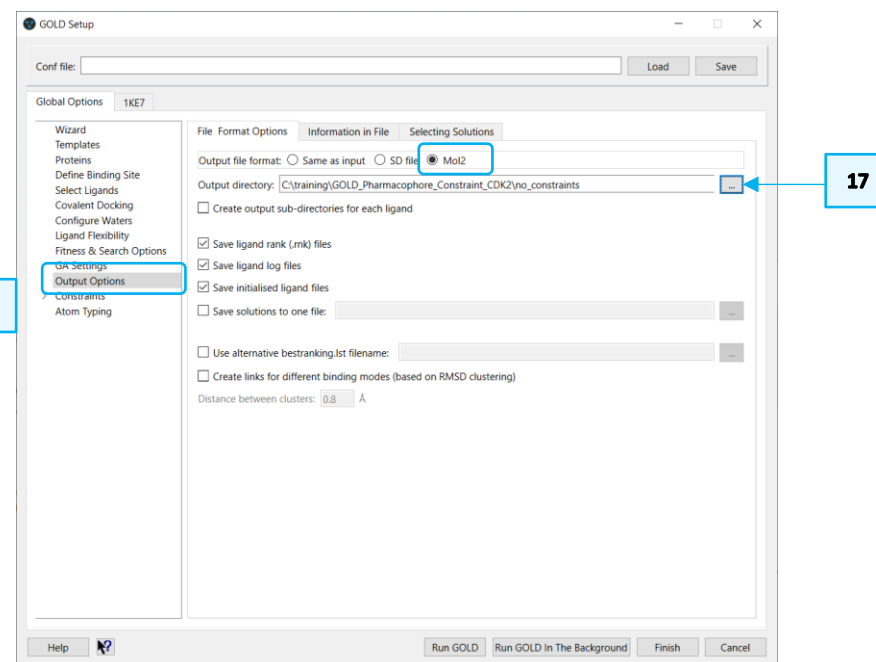 GOLD Setup
Conf file: Load Save
Global Options 1KE7
Wizard
Templates
Proteins
Define Binding Site
Select Ligands
Covalent Docking
Configure Waters
Ligand Flexibility
Fitness & Search Options
GA Settings
Output Options
Constraints
Atom Typing
File Format Options Information in File Selecting Solutions
Output file format: Same as input SD file Mol2
Output directory: C:\training\GOLD_Pharmacophore_Constraint_CDK2\no_constraints ...
17
Create output sub-directories for each ligand
Save ligand rank (.rnk) files
Save ligand log files
Save initialised ligand files
Save solutions to one file: ...
Use alternative bestranking.lst filename: ...
Create links for different binding modes (based on RMSD clustering)
Distance between clusters: 0.8 Å
Help ? Run GOLD Run GOLD In The Background Finish Cancel